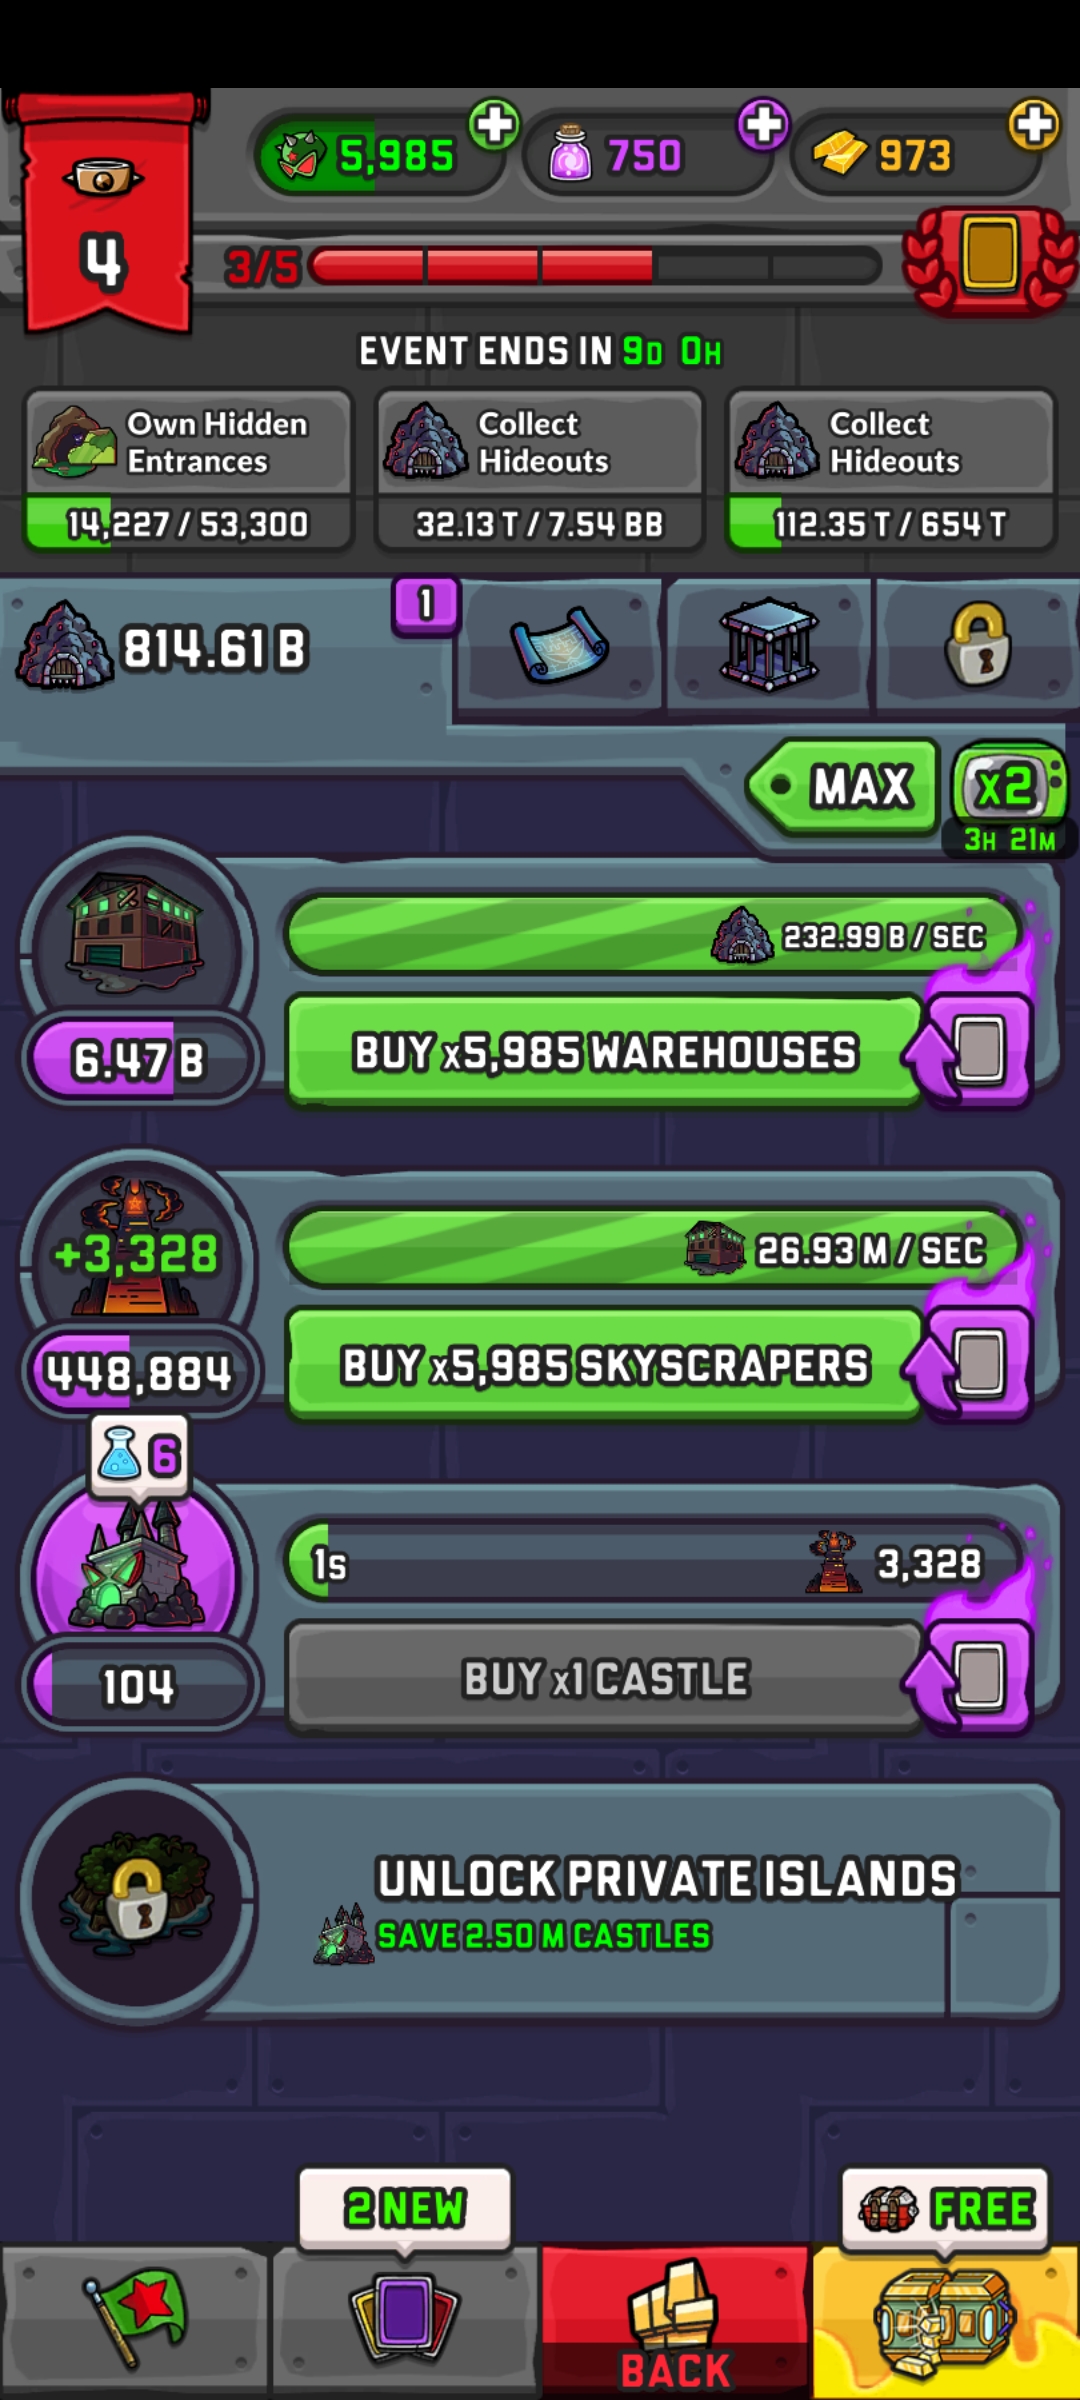 5,985
750
973
4
3/5
EVENT ENDS IN 9D 0H
Own Hidden
Entrances
14,227 / 53,300
Collect
Hideouts
32.13 T / 7.54 BB
Collect
Hideouts
112.35 T / 654 T
814.61 B
1
MAX
x2
3H 21M
232.99 B / SEC
6.47 B
BUY x5,985 WAREHOUSES
+3,328
26.93 M / SEC
448,884
BUY x5,985 SKYSCRAPERS
6
1s
3,328
104
BUY x1 CASTLE
UNLOCK PRIVATE ISLANDS
SAVE 2.50 M CASTLES
2 NEW
FREE
BACK